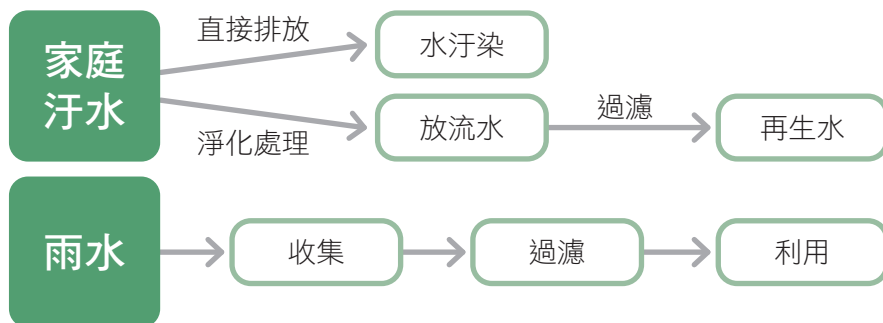 家庭
汙水
直接排放
水汙染
淨化處理
放流水
過濾
再生水
雨水
收集
過濾
利用